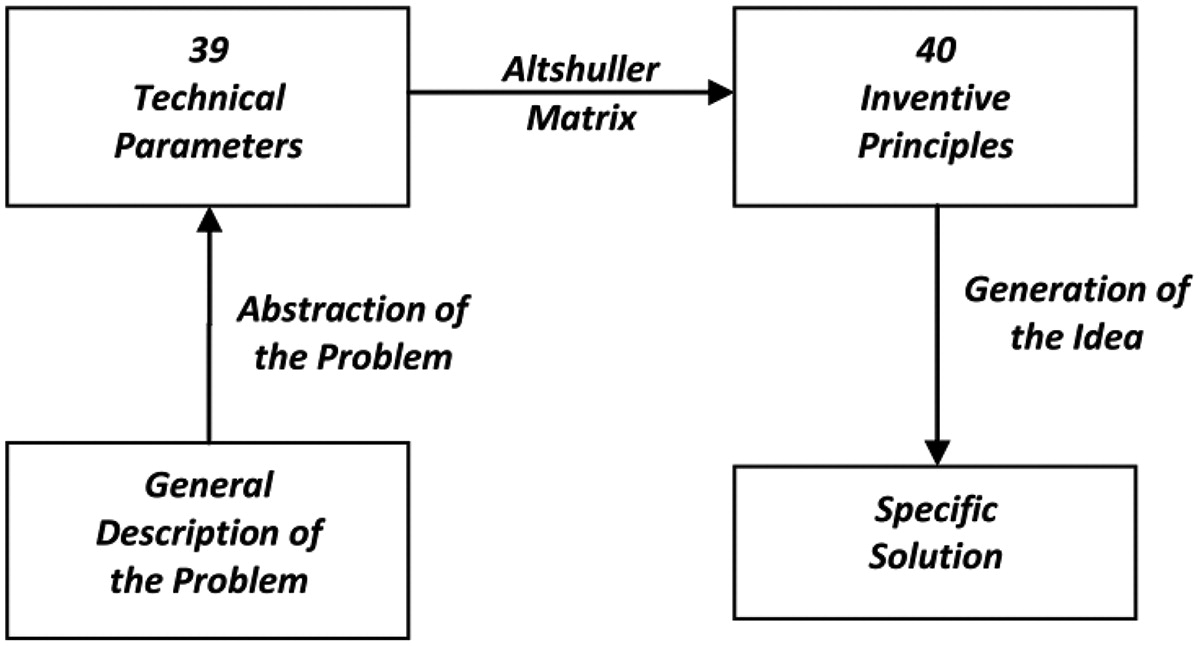 39
Technical
Parameters
Altshuller
Matrix
40
Inventive
Principles
Abstraction of
the Problem
Generation of
the Idea
General
Description of
the Problem
Specific
Solution